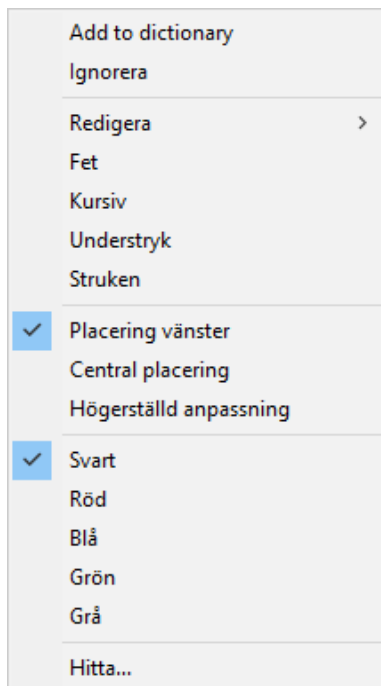 Add to dictionary
Ignorera
Redigera
Fet
Kursiv
Understryk
Struken
Placering vänster
Central placering
Högerställd anpassning
Svart
Röd
Blå
Grön
Grå
Hitta...